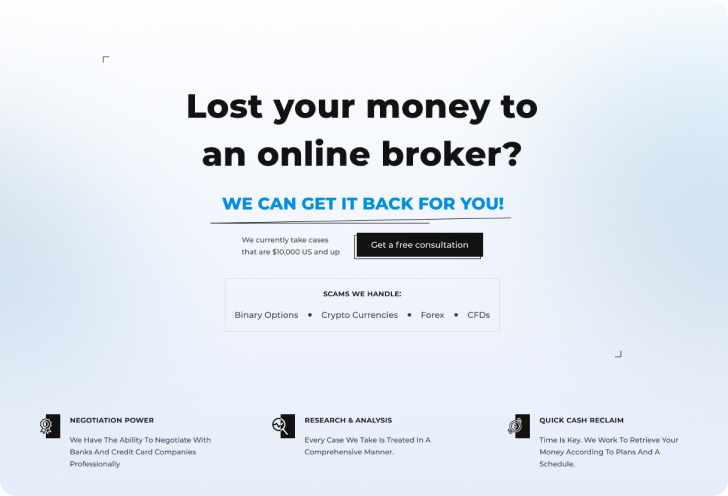 Lost your money to
an online broker?
WE CAN GET IT BACK FOR YOU!
We currently take cases
that are $10,000 US and up
Get a free consultation
SCAMS WE HANDLE:
Binary Options • Crypto Currencies • Forex • CFDs
NEGOTIATION POWER
We Have The Ability To Negotiate With
Banks And Credit Card Companies
Professionally
RESEARCH & ANALYSIS
Every Case We Take Is Treated In A
Comprehensive Manner.
QUICK CASH RECLAIM
Time Is Key. We Work To Retrieve Your
Money According To Plans And A
Schedule.